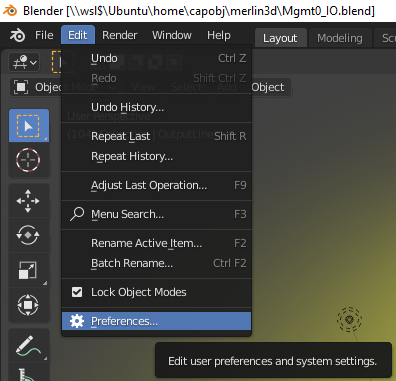 Blender [\\wsl$\Ubuntu\home\capobj\merlin3d\Mgmt0_IO.blend]
File Edit Render Window Help Layout Modeling Sculpting
Undo Ctrl Z
Redo Shift Ctrl Z
Undo History...
Repeat Last Shift R
Repeat History...
Adjust Last Operation... F9
Menu Search... F3
Rename Active Item... F2
Batch Rename... Ctrl F2
Lock Object Modes
Preferences...
Edit user preferences and system settings.
Object